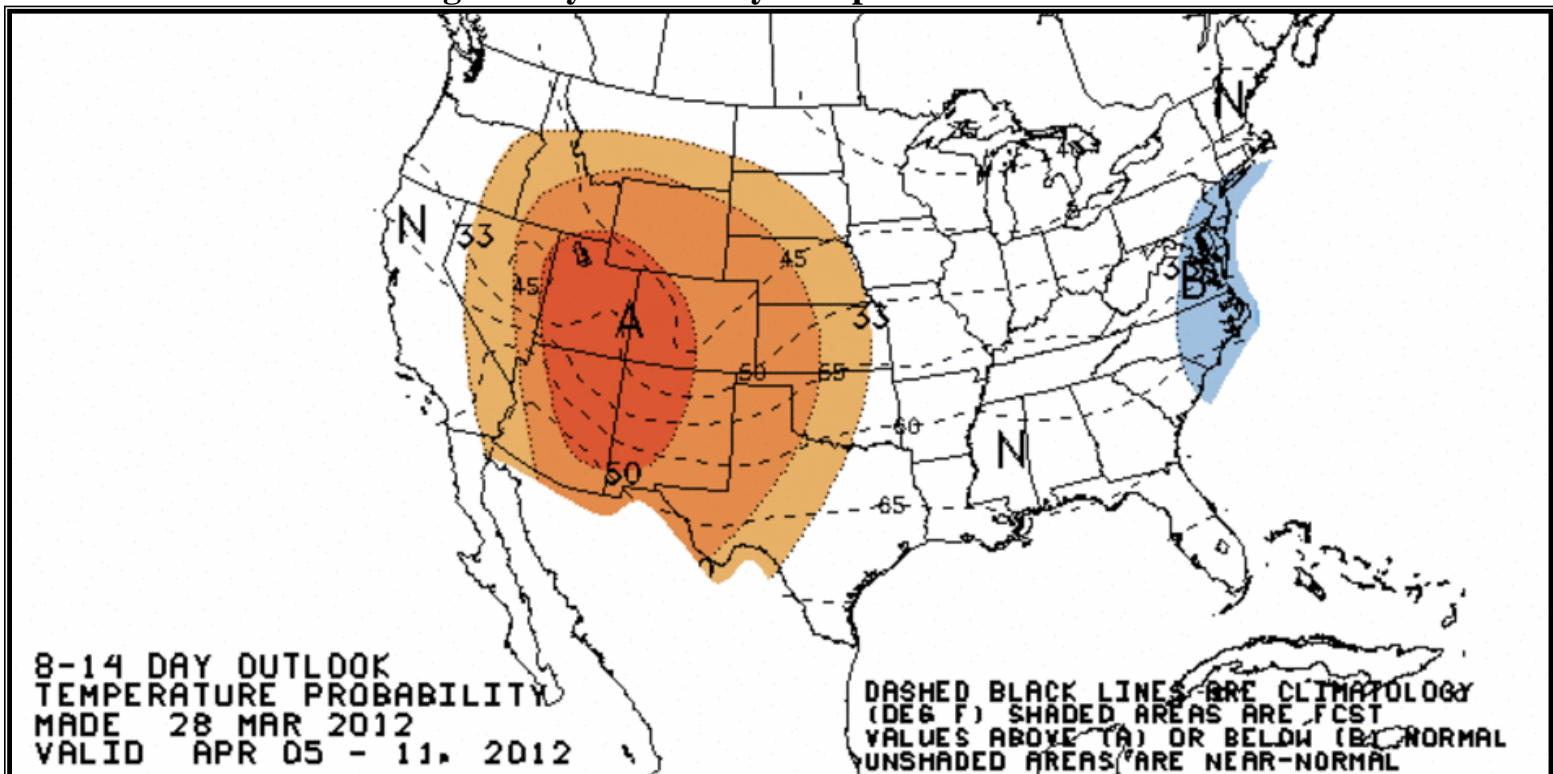 N
N
33
45
45
B
A
33
50
55
60
N
50
65
8-14 DAY OUTLOOK
TEMPERATURE PROBABILITY
MADE 28 MAR 2012
VALID APR 05 - 11, 2012
DASHED BLACK LINES ARE CLIMATOLOGY
(DEG F) SHADED AREAS ARE FCST
VALUES ABOVE (A) OR BELOW (B) NORMAL
UNSHADED AREAS ARE NEAR-NORMAL